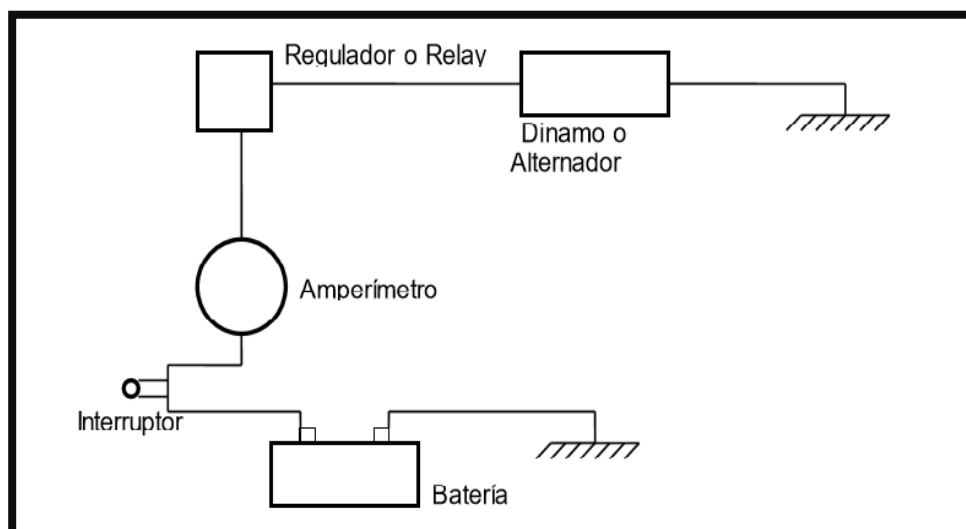 Regulador o Relay
Dinamo o
Alternador
Amperímetro
Interruptor
Batería